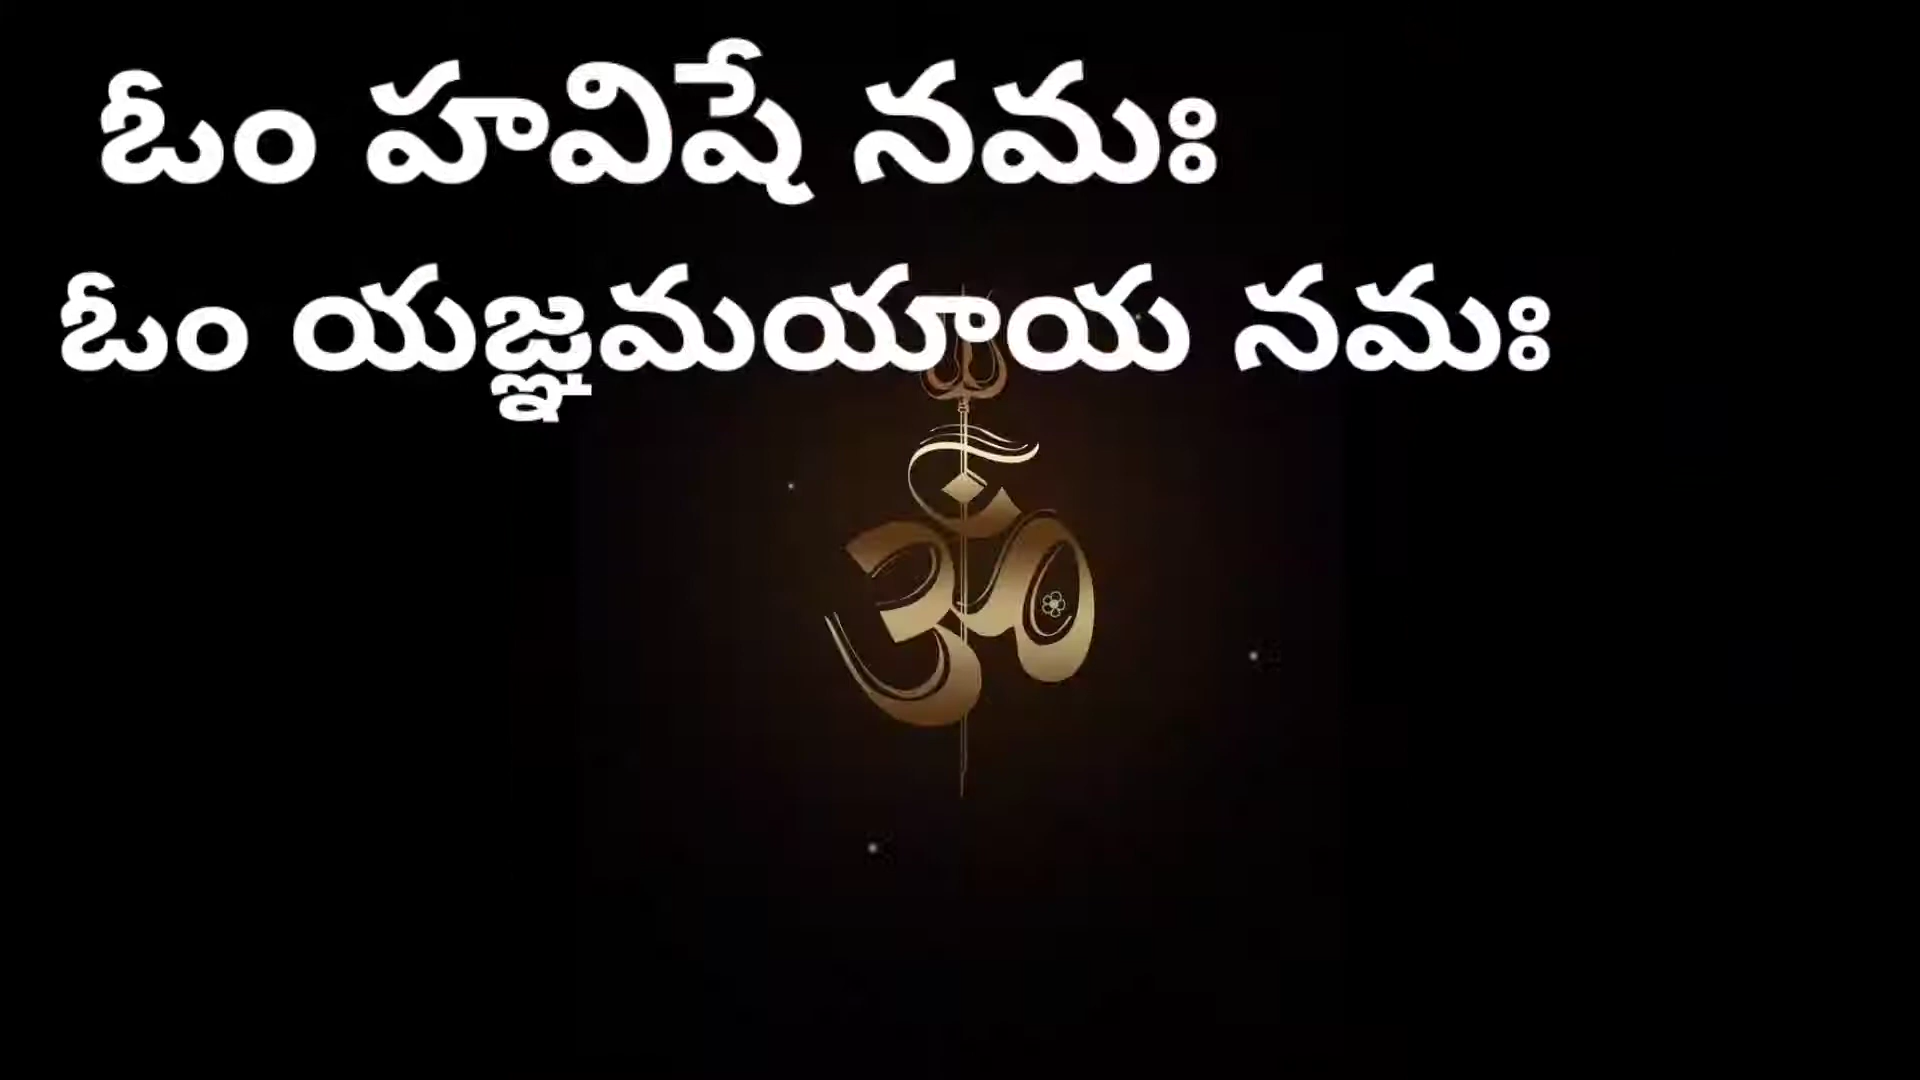 ఓం హవిషే నమః
ఓం యజ్ఞమయాయ నమః
ॐ